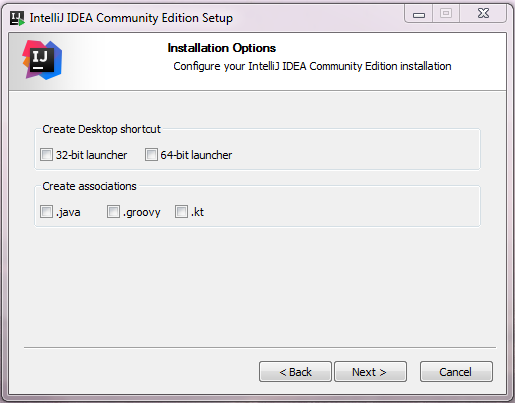 IntelliJ IDEA Community Edition Setup
IJ
Installation Options
Configure your IntelliJ IDEA Community Edition installation
Create Desktop shortcut
32-bit launcher 64-bit launcher
Create associations
.java .groovy .kt
< Back Next > Cancel